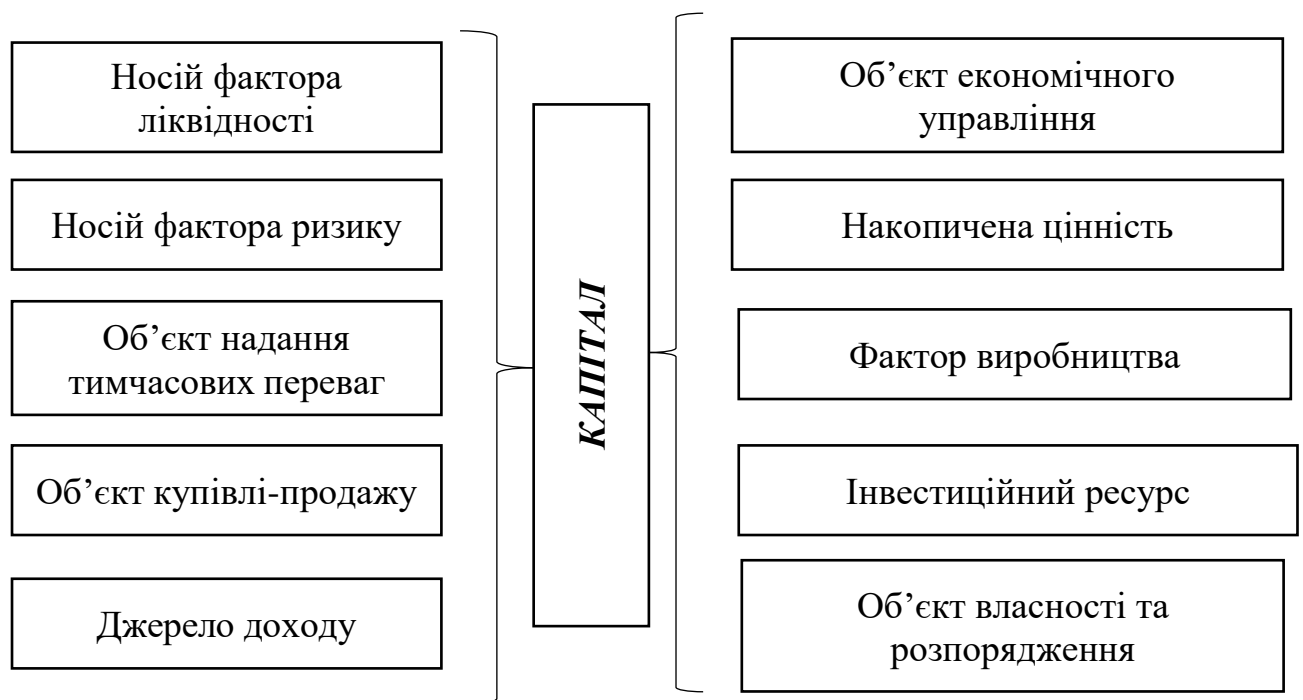 Носій фактора
ліквідності
Носій фактора ризику
Об’єкт надання
тимчасових переваг
Об’єкт купівлі-продажу
Джерело доходу
КАПІТАЛ
Об’єкт економічного
управління
Накопичена цінність
Фактор виробництва
Інвестиційний ресурс
Об’єкт власності та
розпорядження